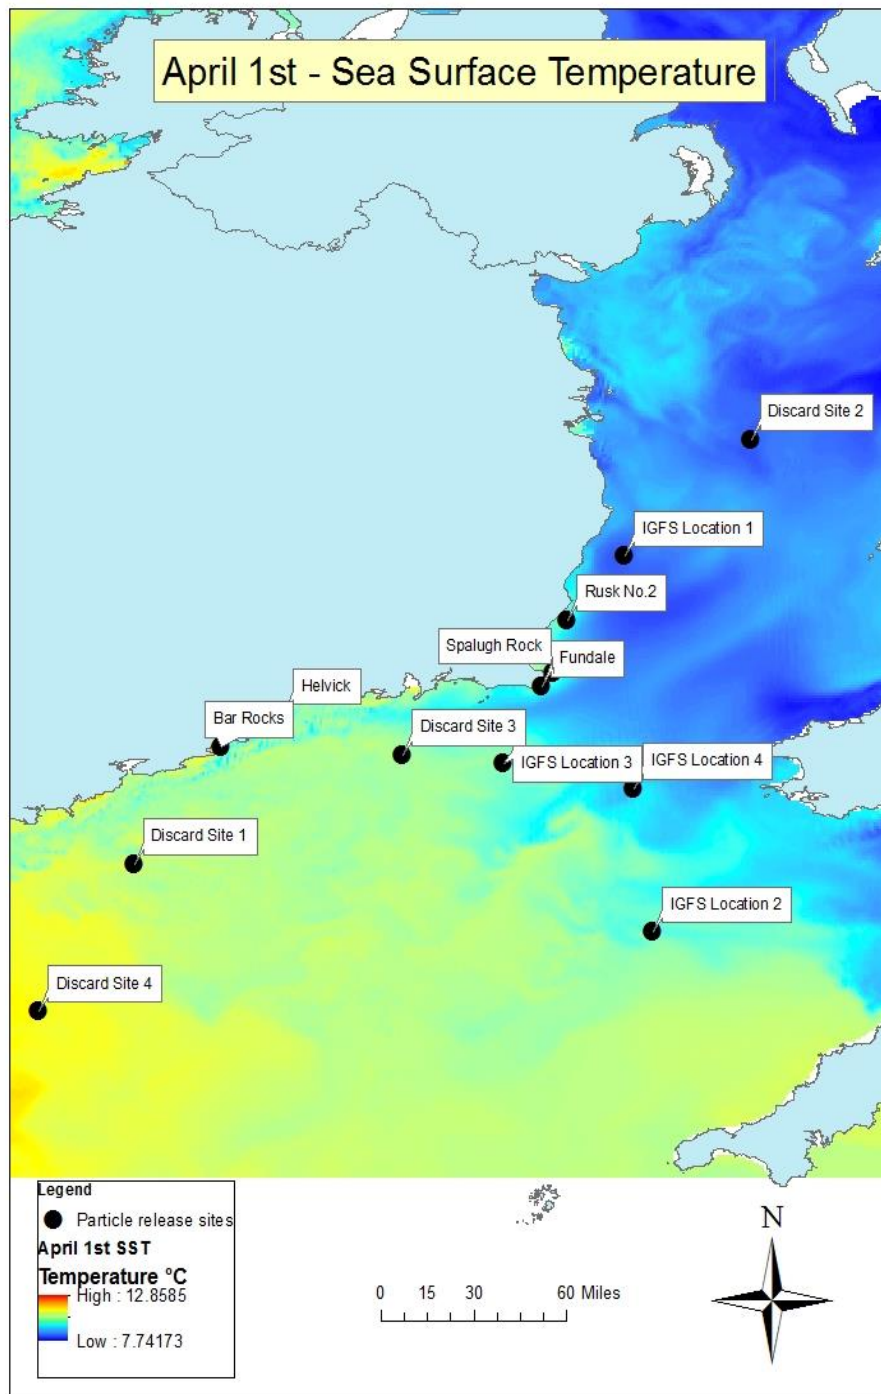 April 1st - Sea Surface Temperature
Discard Site 2
IGFS Location 1
Rusk No.2
Spalugh Rock
Fundale
Helvick
Bar Rocks
Discard Site 3
IGFS Location 3
IGFS Location 4
Discard Site 1
IGFS Location 2
Discard Site 4
Legend
Particle release sites
April 1st SST
Temperature °C
High : 12.8585
Low : 7.74173
0 15 30 60 Miles
N